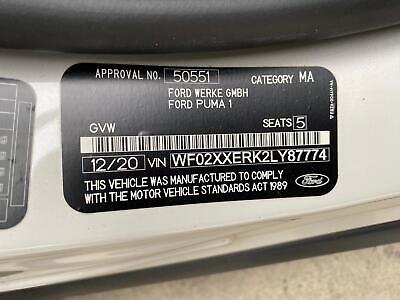 APPROVAL NO. 50551 CATEGORY MA
FORD WERKE GMBH
FORD PUMA 1
GVW SEATS 5
12/20 VIN WF02XXERK2LY87774
THIS VEHICLE WAS MANUFACTURED TO COMPLY
WITH THE MOTOR VEHICLE STANDARDS ACT 1989
Ford